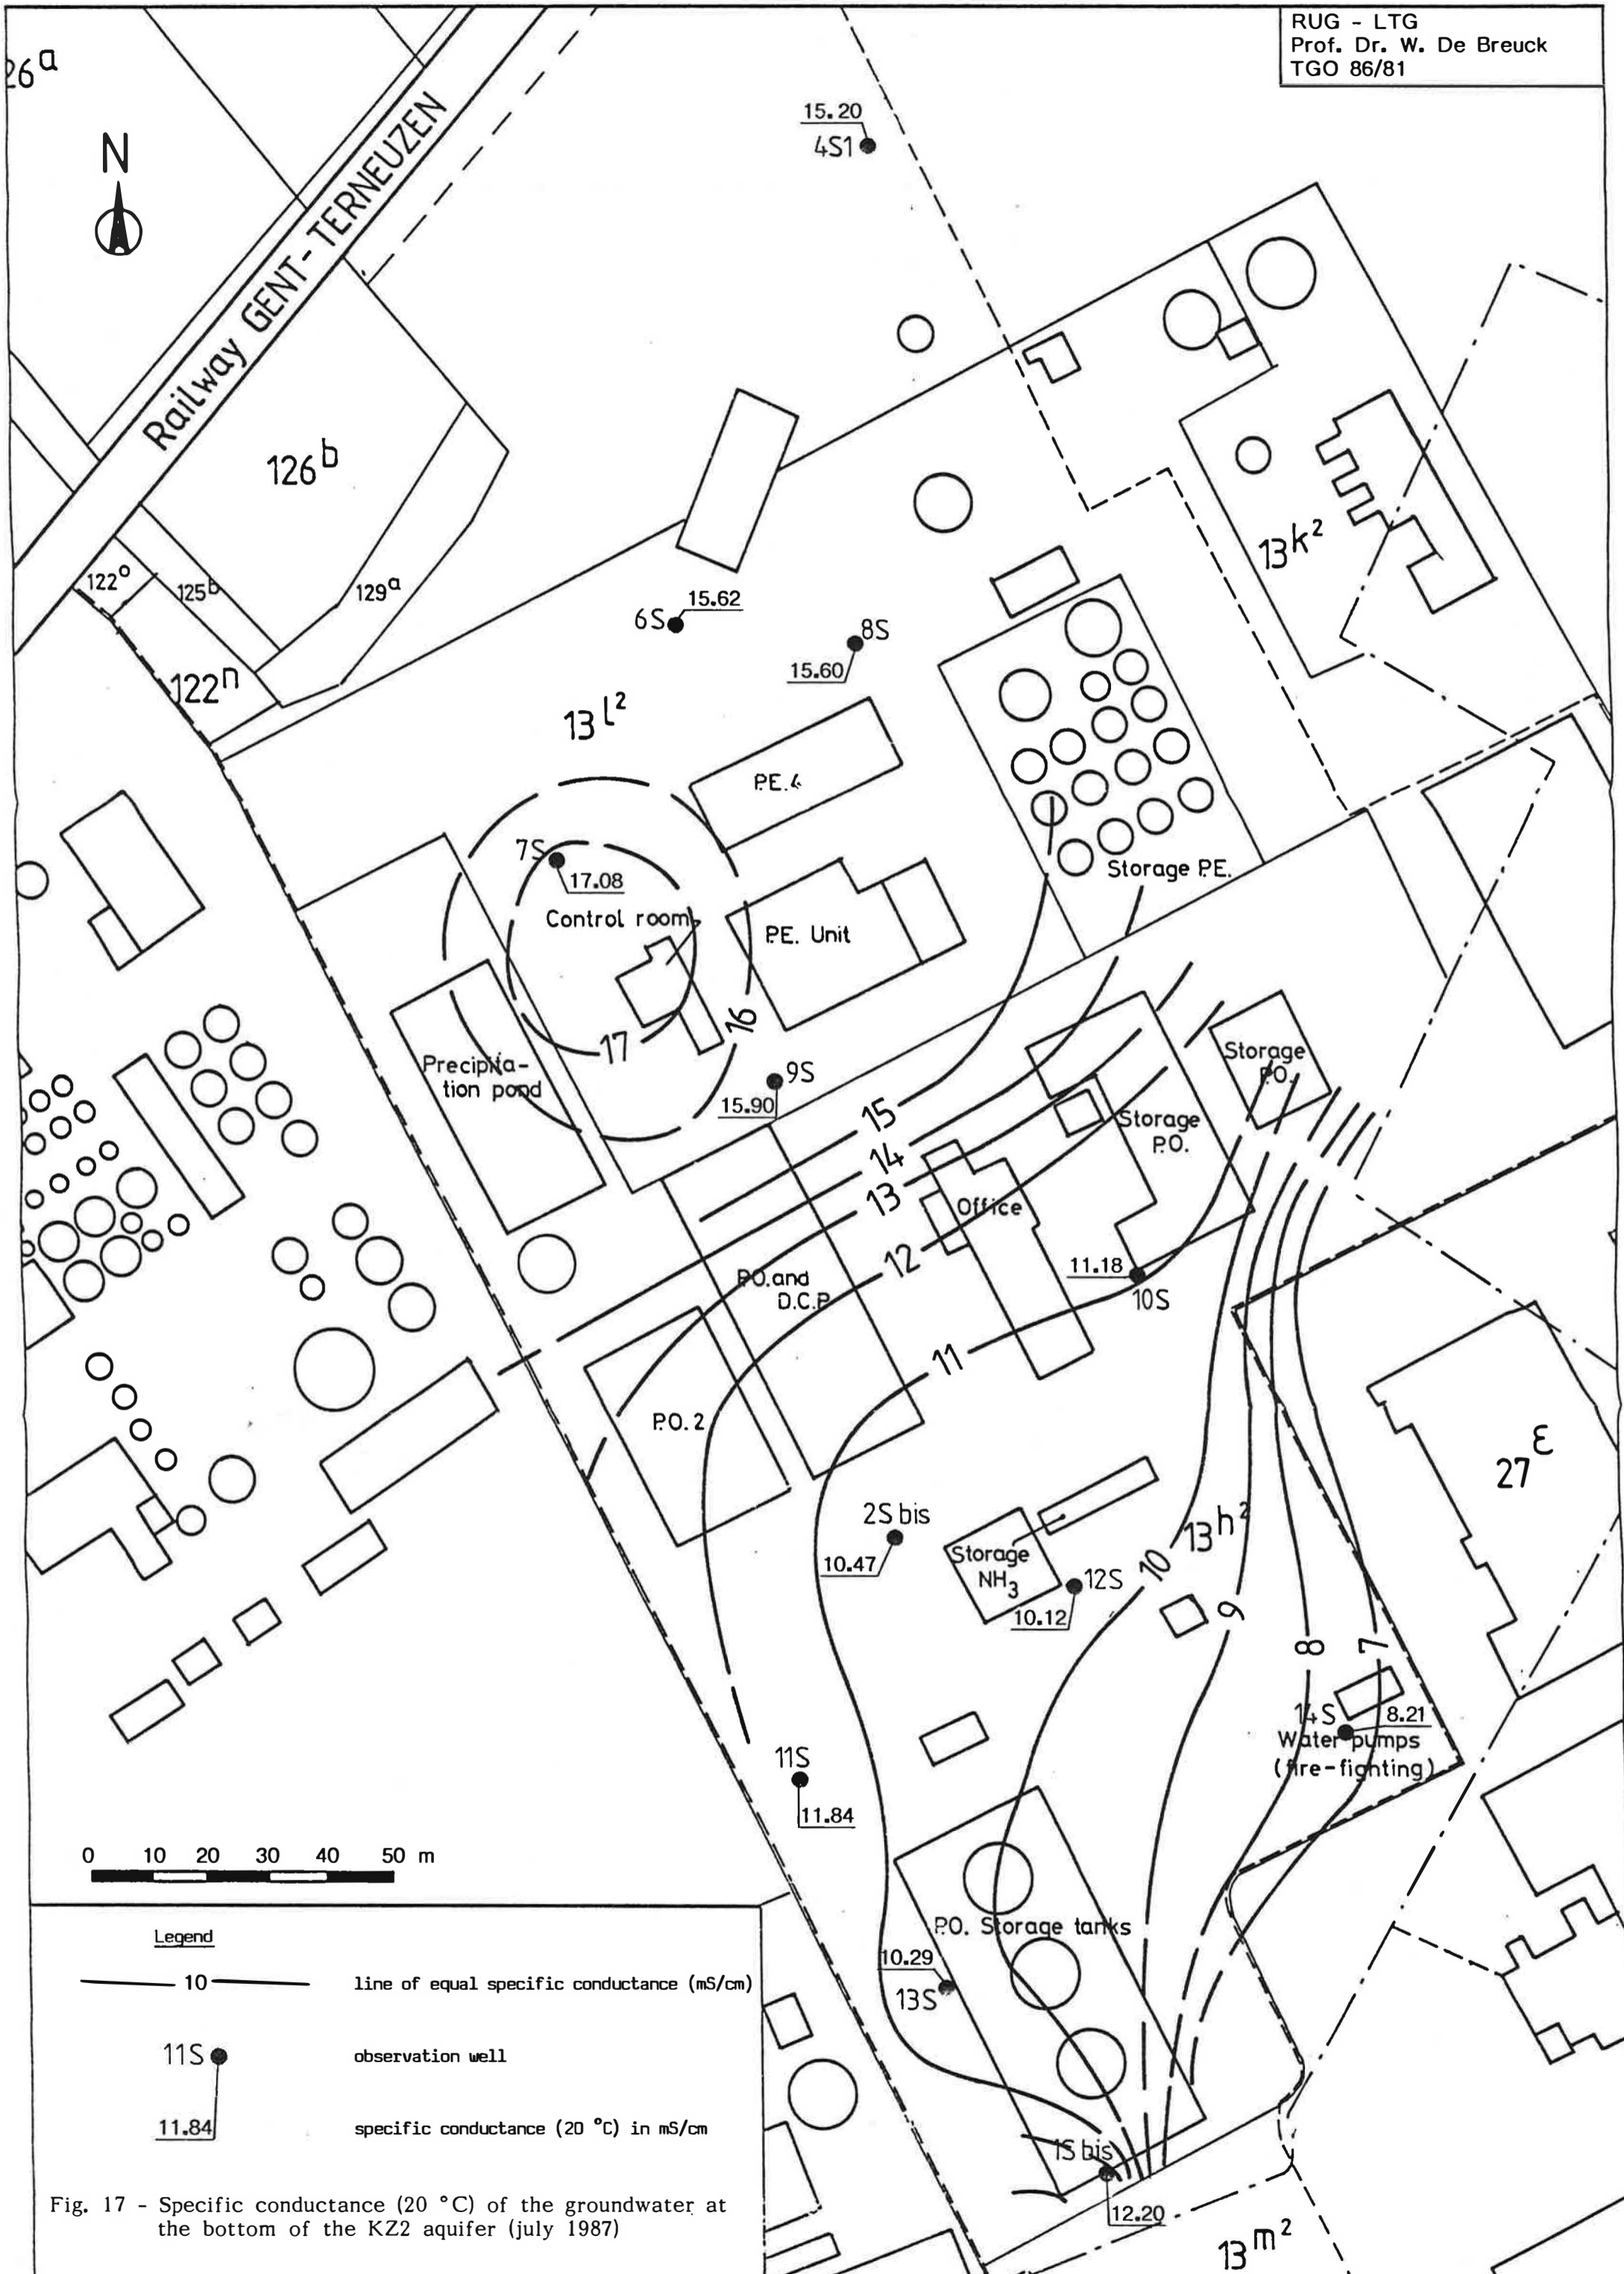 RUG - LTG
Prof. Dr. W. De Breuck
TGO 86/81
26a
N
Railway GENT-TERNEUZEN
15.20
4S1
126b
13k²
122o
125b
129a
122n
6S
15.62
8S
15.60
13l²
P.E.4
7S
17.08
Control room
P.E. Unit
Storage P.E.
16
17
Precipita-
tion pond
9S
15.90
Storage
P.O.
15
14
13
12
Storage
P.O.
Office
P.O. and
D.C.P.
11.18
10S
11
P.O. 2
2S bis
10.47
Storage
NH3
12S
10.12
10
13h²
9
8
7
27E
14S
8.21
Water pumps
(fire-fighting)
11S
11.84
0 10 20 30 40 50 m
P.O. Storage tanks
10.29
13S
1S bis
12.20
13m²
Legend
10
line of equal specific conductance (mS/cm)
11S
observation well
11.84
specific conductance (20 °C) in mS/cm
Fig. 17 - Specific conductance (20 °C) of the groundwater at
the bottom of the KZ2 aquifer (july 1987)